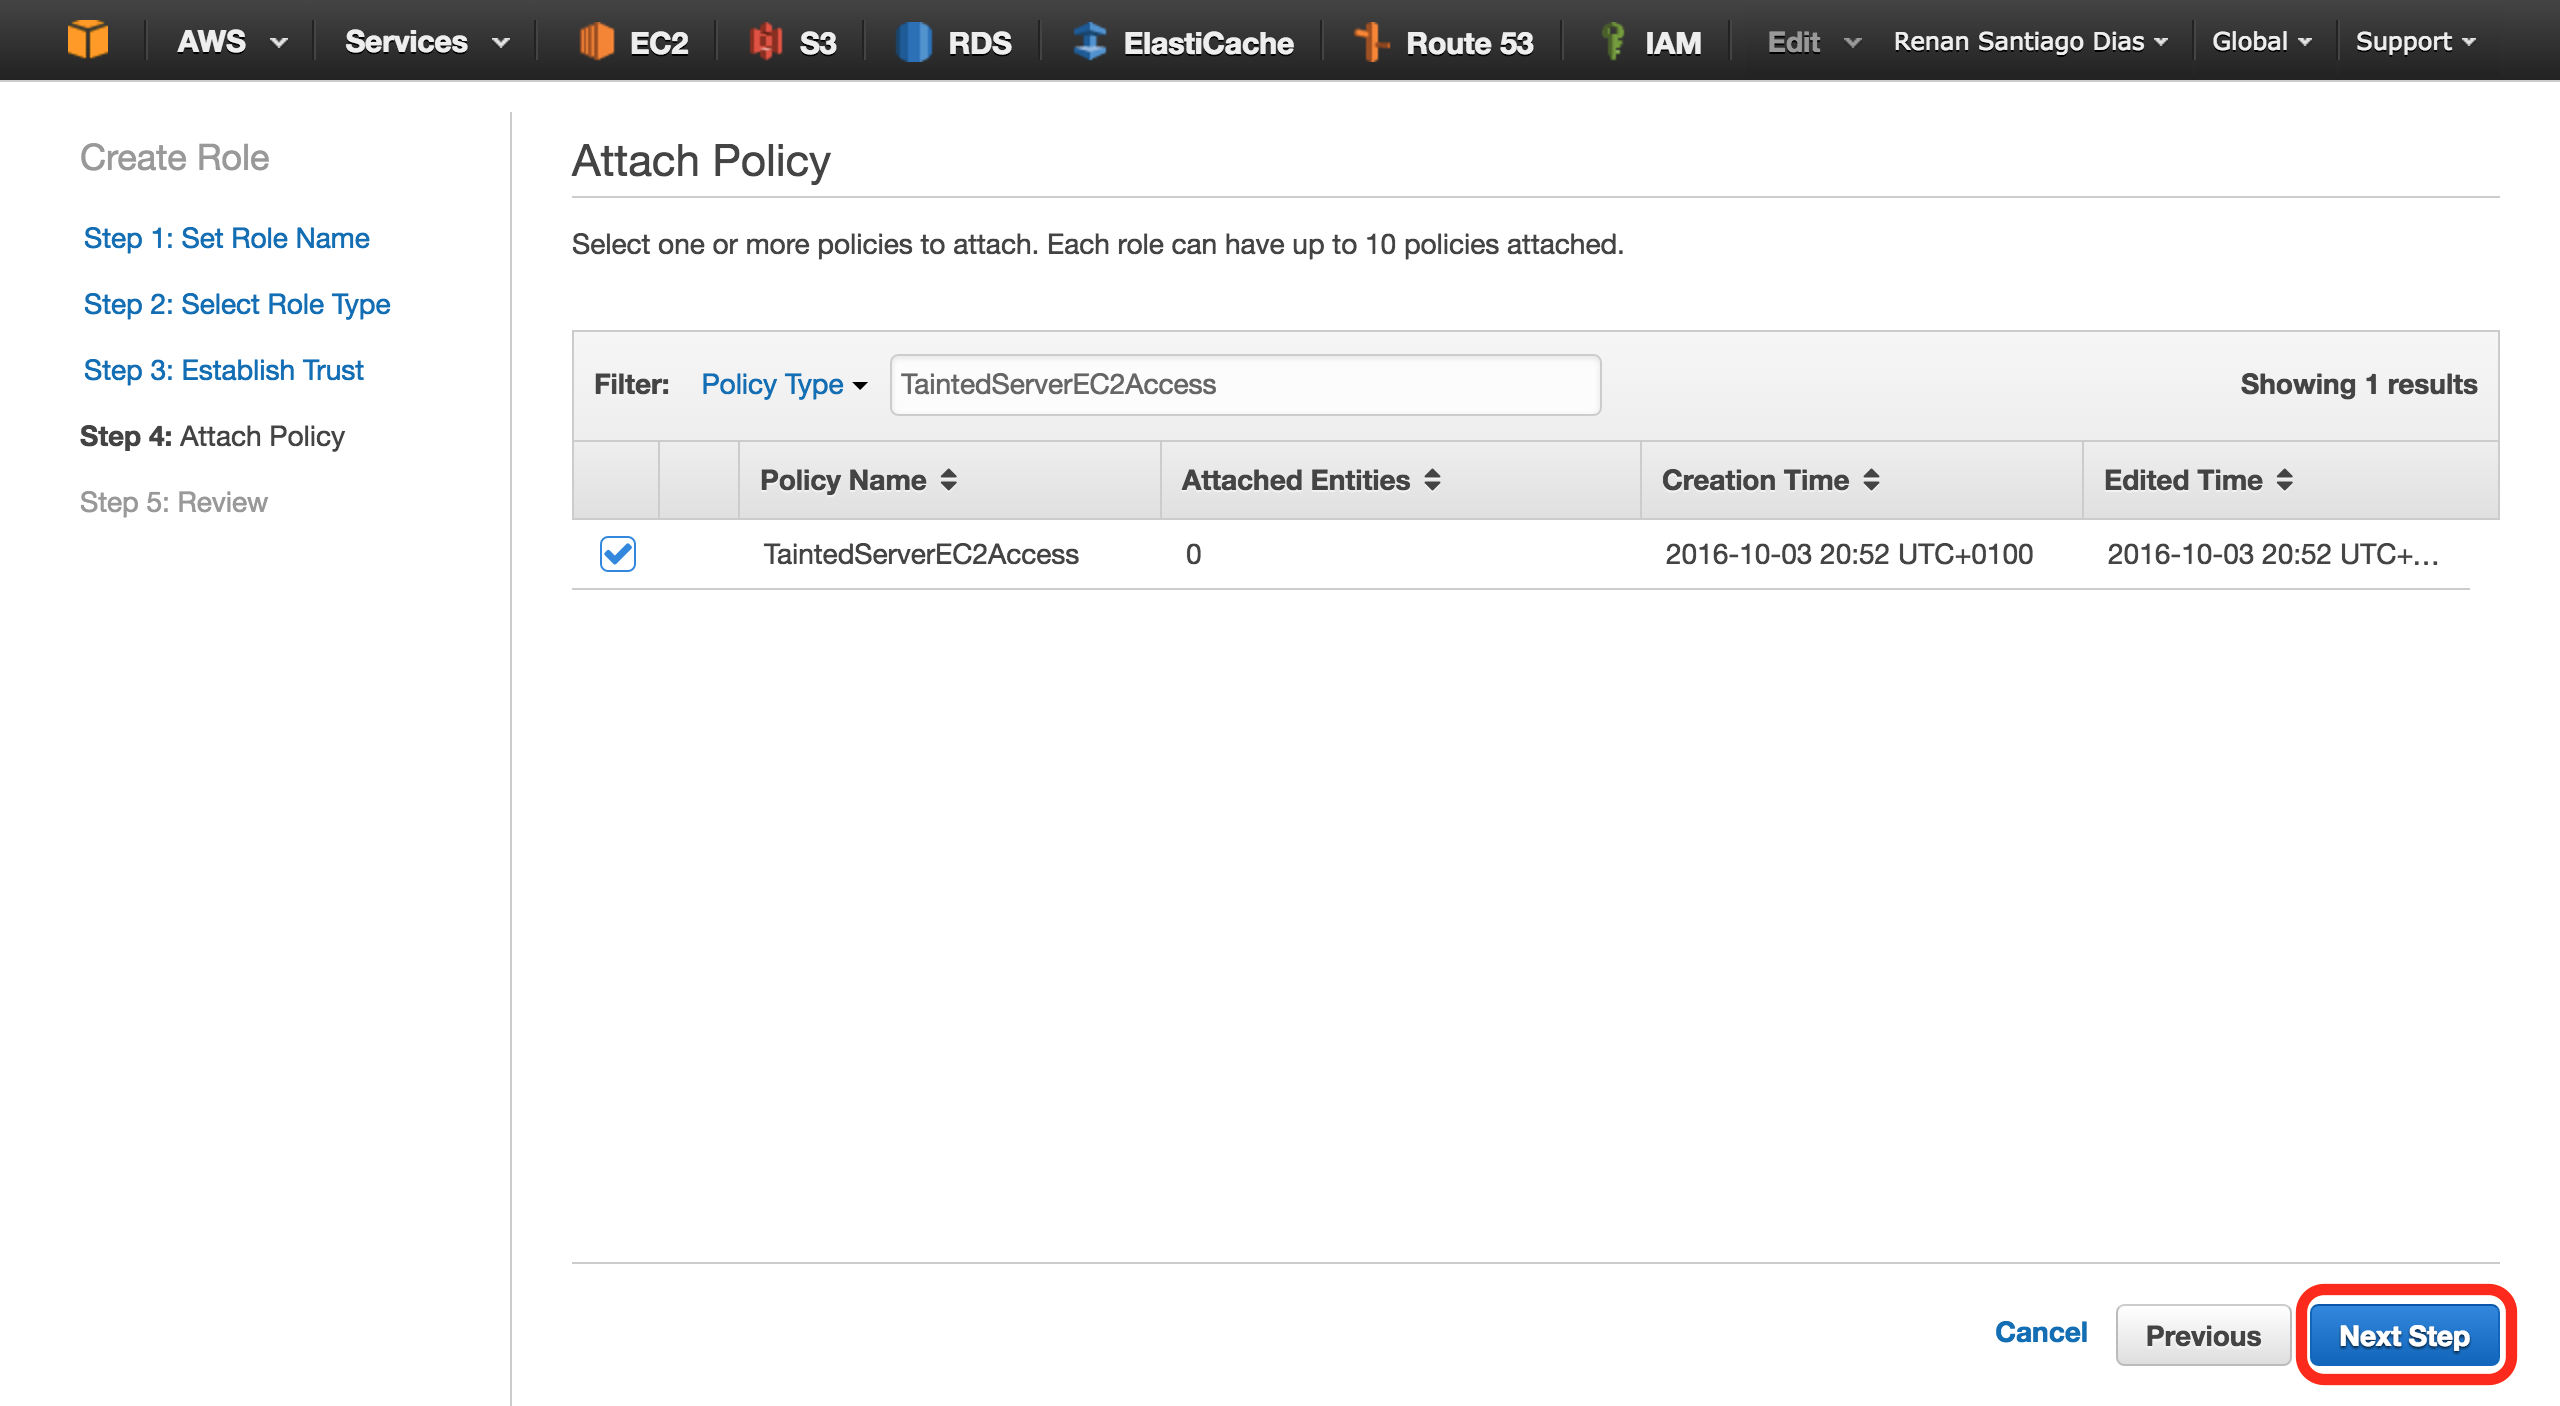 AWS Services EC2 S3 RDS ElastiCache Route 53 IAM Edit Renan Santiago Dias Global Support
Create Role
Step 1: Set Role Name
Step 2: Select Role Type
Step 3: Establish Trust
Step 4: Attach Policy
Step 5: Review
Attach Policy
Select one or more policies to attach. Each role can have up to 10 policies attached.
Filter: Policy Type TaintedServerEC2Access Showing 1 results
Policy Name Attached Entities Creation Time Edited Time
TaintedServerEC2Access 0 2016-10-03 20:52 UTC+0100 2016-10-03 20:52 UTC+...
Cancel Previous Next Step